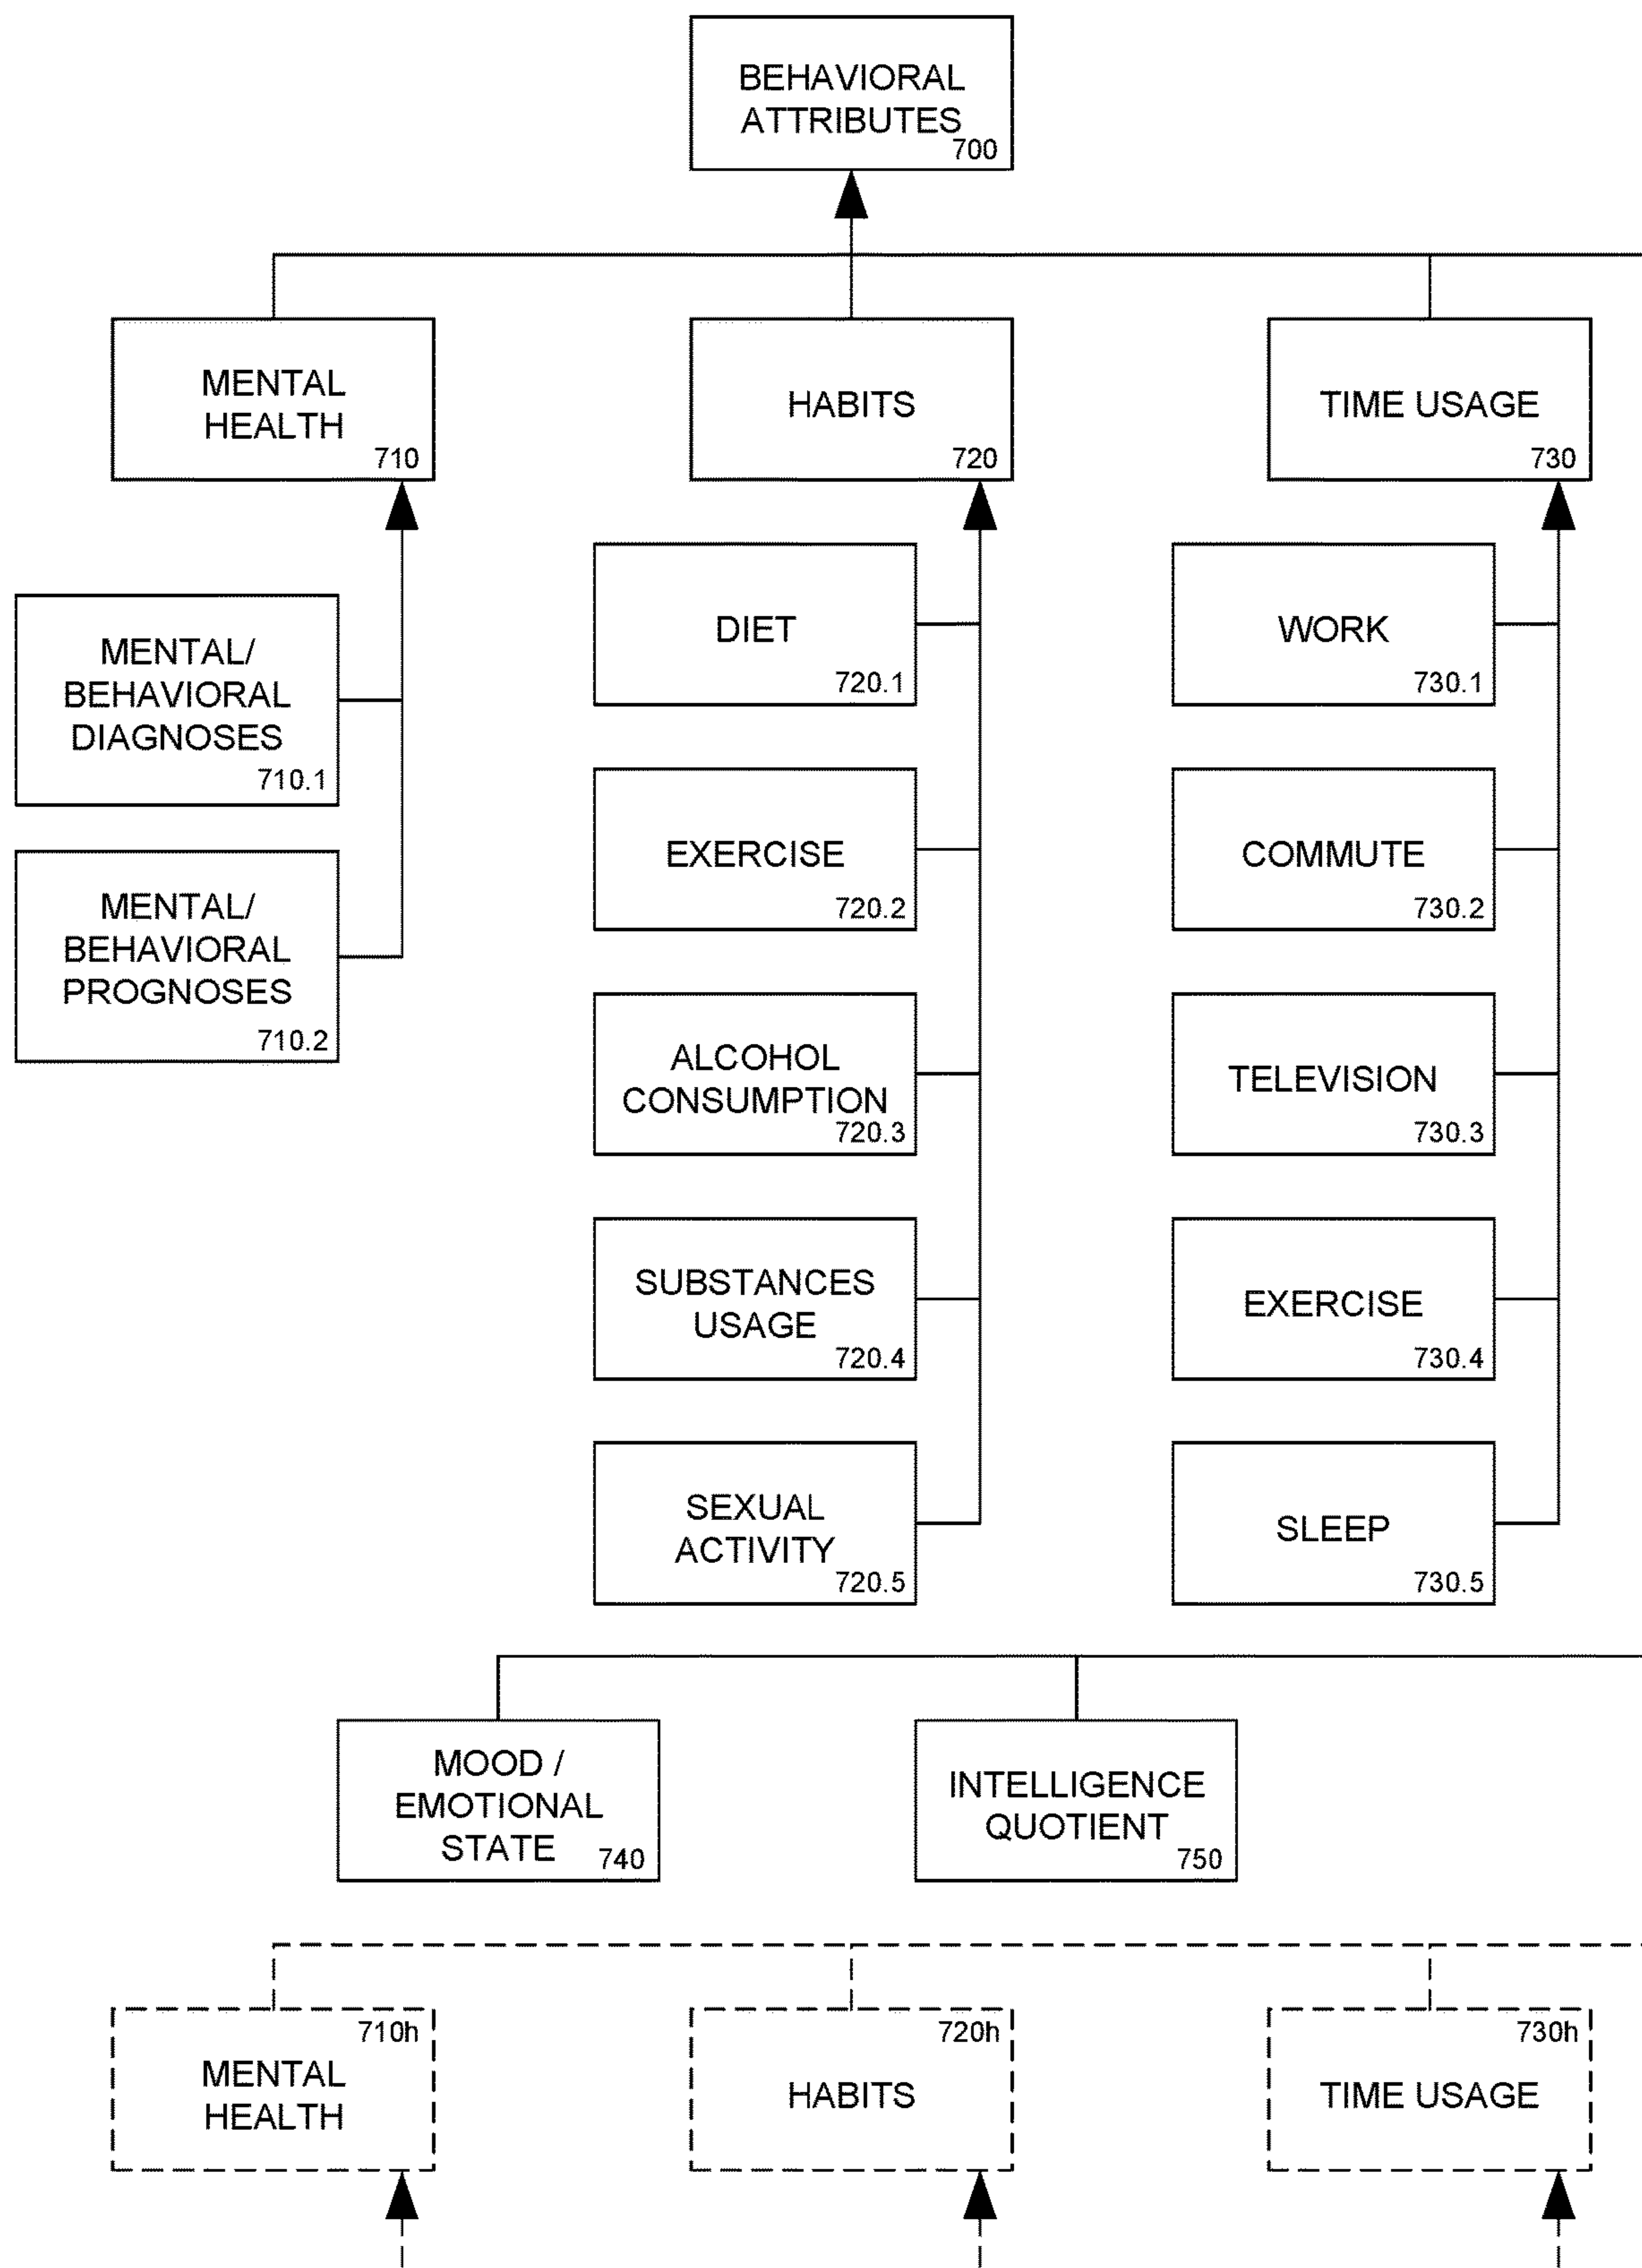 BEHAVIORAL
ATTRIBUTES
700
MENTAL
HEALTH
710
HABITS
720
TIME USAGE
730
MENTAL/
BEHAVIORAL
DIAGNOSES
710.1
MENTAL/
BEHAVIORAL
PROGNOSES
710.2
DIET
720.1
EXERCISE
720.2
ALCOHOL
CONSUMPTION
720.3
SUBSTANCES
USAGE
720.4
SEXUAL
ACTIVITY
720.5
WORK
730.1
COMMUTE
730.2
TELEVISION
730.3
EXERCISE
730.4
SLEEP
730.5
MOOD /
EMOTIONAL
STATE
740
INTELLIGENCE
QUOTIENT
750
710h
MENTAL
HEALTH
720h
HABITS
730h
TIME USAGE